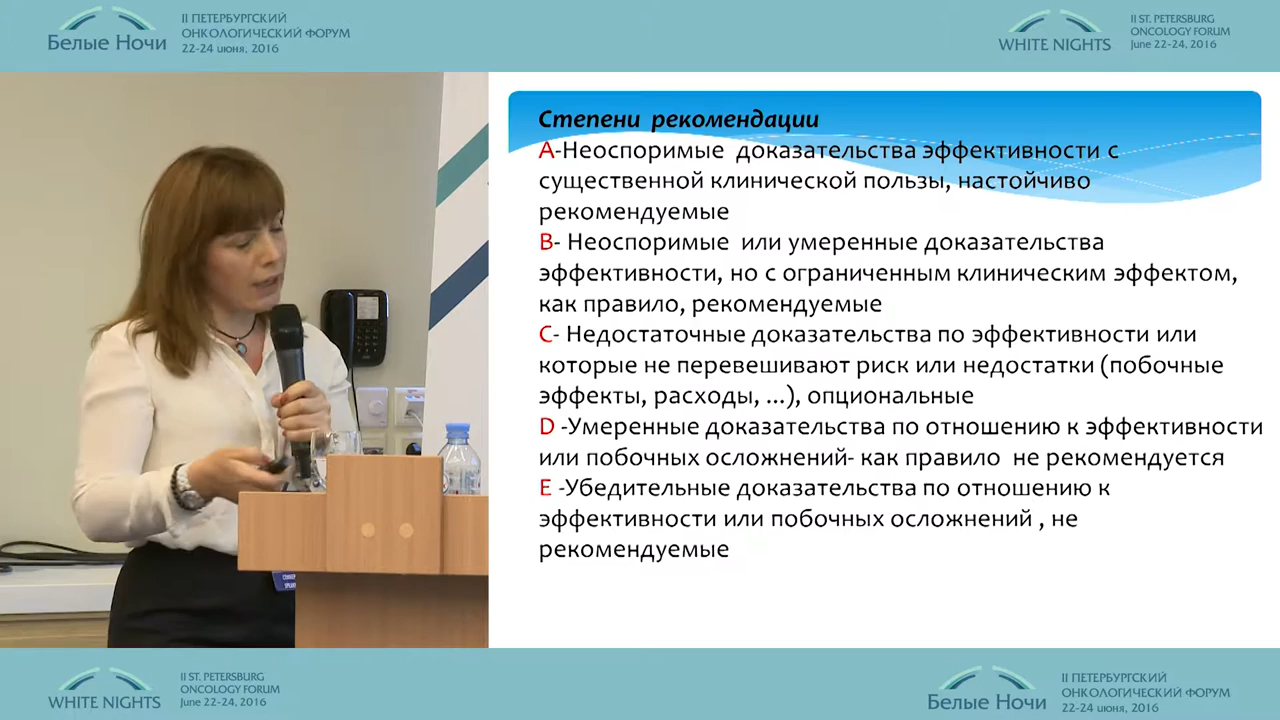 Белые Ночи
II ПЕТЕРБУРГСКИЙ
ОНКОЛОГИЧЕСКИЙ ФОРУМ
22-24 июня, 2016
WHITE NIGHTS
II ST. PETERSBURG
ONCOLOGY FORUM
June 22-24, 2016
Степени рекомендации
A-Неоспоримые доказательства эффективности с
существенной клинической пользы, настойчиво
рекомендуемые
B- Неоспоримые или умеренные доказательства
эффективности, но с ограниченным клиническим эффектом,
как правило, рекомендуемые
C- Недостаточные доказательства по эффективности или
которые не перевешивают риск или недостатки (побочные
эффекты, расходы, ...), опциональные
D -Умеренные доказательства по отношению к эффективности
или побочных осложнений- как правило не рекомендуется
E -Убедительные доказательства по отношению к
эффективности или побочных осложнений , не
рекомендуемые
WHITE NIGHTS
II ST. PETERSBURG
ONCOLOGY FORUM
June 22-24, 2016
Белые Ночи
II ПЕТЕРБУРГСКИЙ
ОНКОЛОГИЧЕСКИЙ ФОРУМ
22-24 июня, 2016